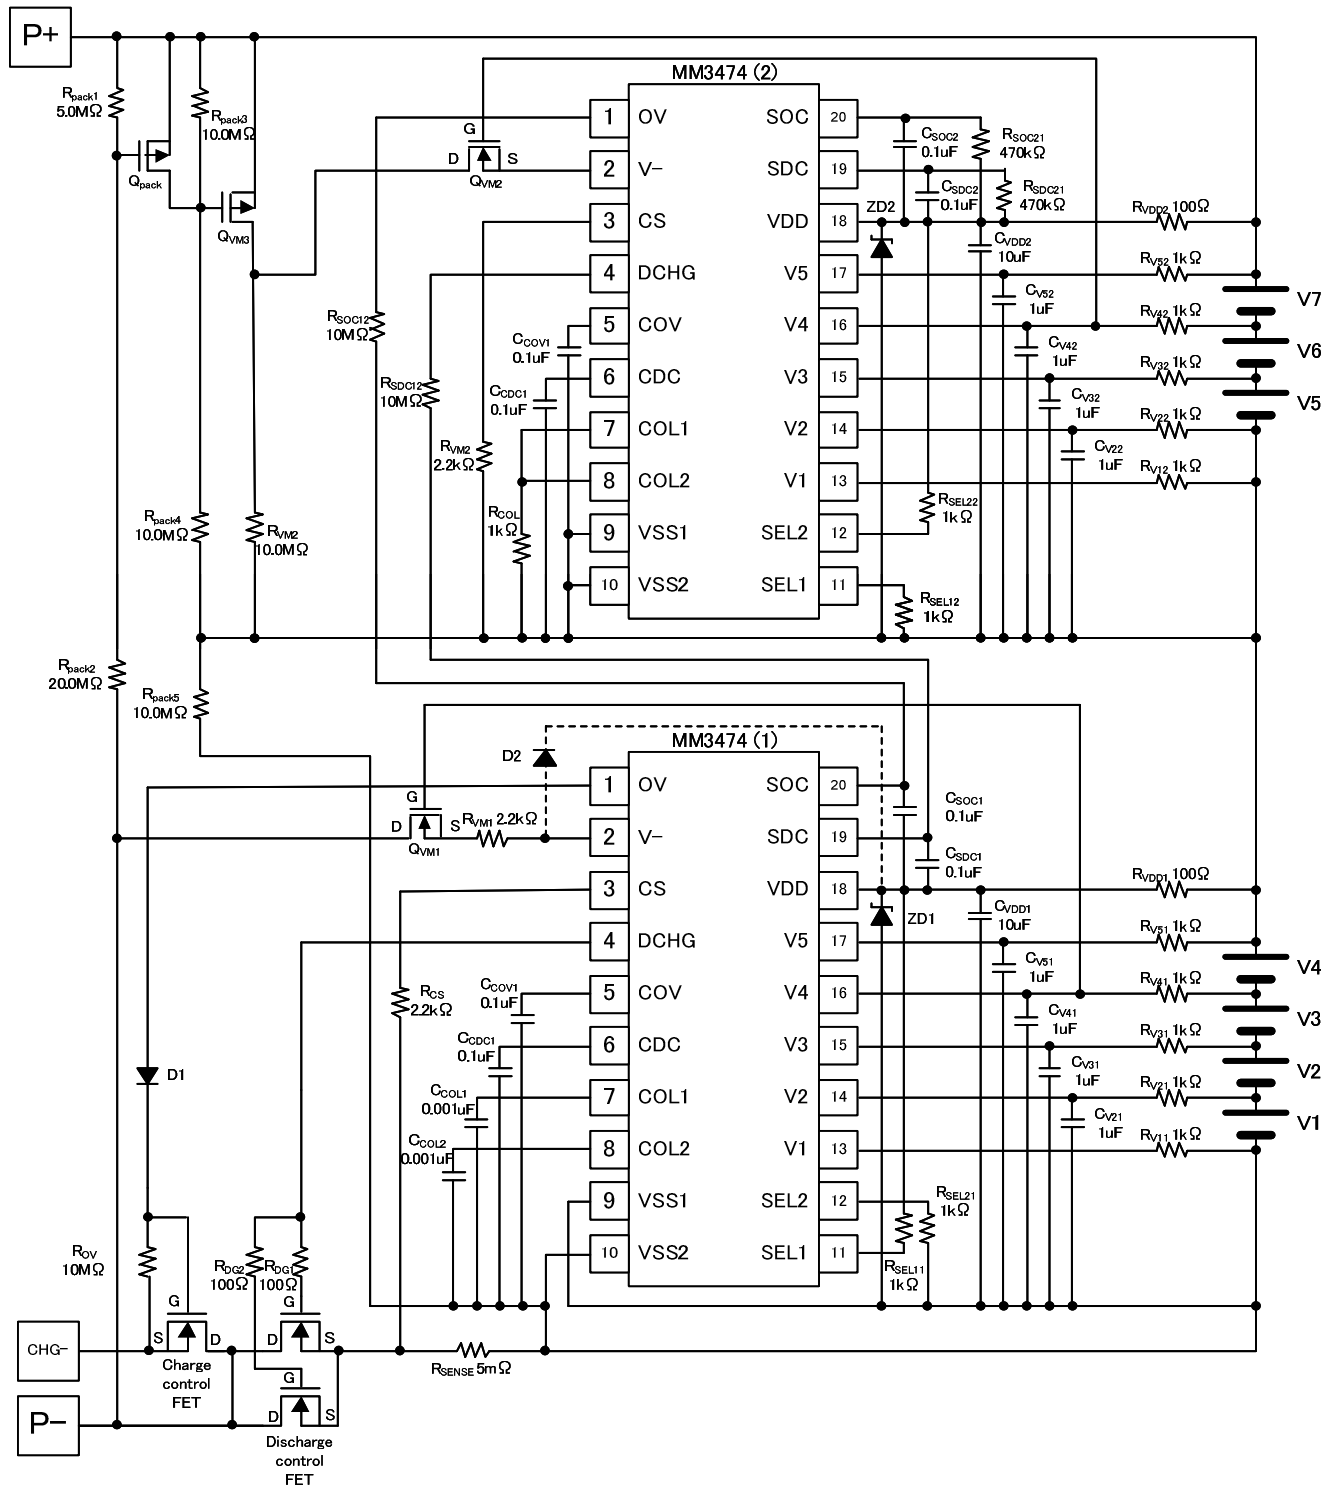 P+
Rpack1
5.0MΩ
Rpack3
10.0MΩ
Qpack
QVM3
G
D
S
QVM2
MM3474 (2)
1 OV
2 V-
3 CS
4 DCHG
5 COV
6 CDC
7 COL1
8 COL2
9 VSS1
10 VSS2
SOC 20
SDC 19
VDD 18
V5 17
V4 16
V3 15
V2 14
V1 13
SEL2 12
SEL1 11
CSOC2
0.1uF
RSOC21
470kΩ
CSDC2
0.1uF
RSDC21
470kΩ
ZD2
CVDD2
10uF
RVDD2 100Ω
RV52 1kΩ
CV52
1uF
RV42 1kΩ
CV42
1uF
RV32 1kΩ
CV32
1uF
RV22 1kΩ
CV22
1uF
RV12 1kΩ
V7
V6
V5
RSOC12
10MΩ
RSDC12
10MΩ
CCOV1
0.1uF
CCDC1
0.1uF
RVM2
2.2kΩ
RCOL
1kΩ
RSEL22
1kΩ
RSEL12
1kΩ
Rpack4
10.0MΩ
RVM2
10.0MΩ
Rpack2
20.0MΩ
Rpack5
10.0MΩ
D2
MM3474 (1)
G
D
S
QVM1
RVM1 2.2kΩ
1 OV
2 V-
3 CS
4 DCHG
5 COV
6 CDC
7 COL1
8 COL2
9 VSS1
10 VSS2
SOC 20
SDC 19
VDD 18
V5 17
V4 16
V3 15
V2 14
V1 13
SEL2 12
SEL1 11
CSOC1
0.1uF
CSDC1
0.1uF
ZD1
CVDD1
10uF
RVDD1 100Ω
RV51 1kΩ
CV51
1uF
RV41 1kΩ
CV41
1uF
RV31 1kΩ
CV31
1uF
RV21 1kΩ
CV21
1uF
RV11 1kΩ
V4
V3
V2
V1
RCS
2.2kΩ
CCOV1
0.1uF
CCDC1
0.1uF
CCOL1
0.001uF
CCOL2
0.001uF
D1
RSEL21
1kΩ
RSEL11
1kΩ
ROV
10MΩ
RDG2
100Ω
RDG1
100Ω
G
S
D
Charge
control
FET
G
D
S
G
D
S
Discharge
control
FET
RSENSE 5mΩ
CHG-
P-